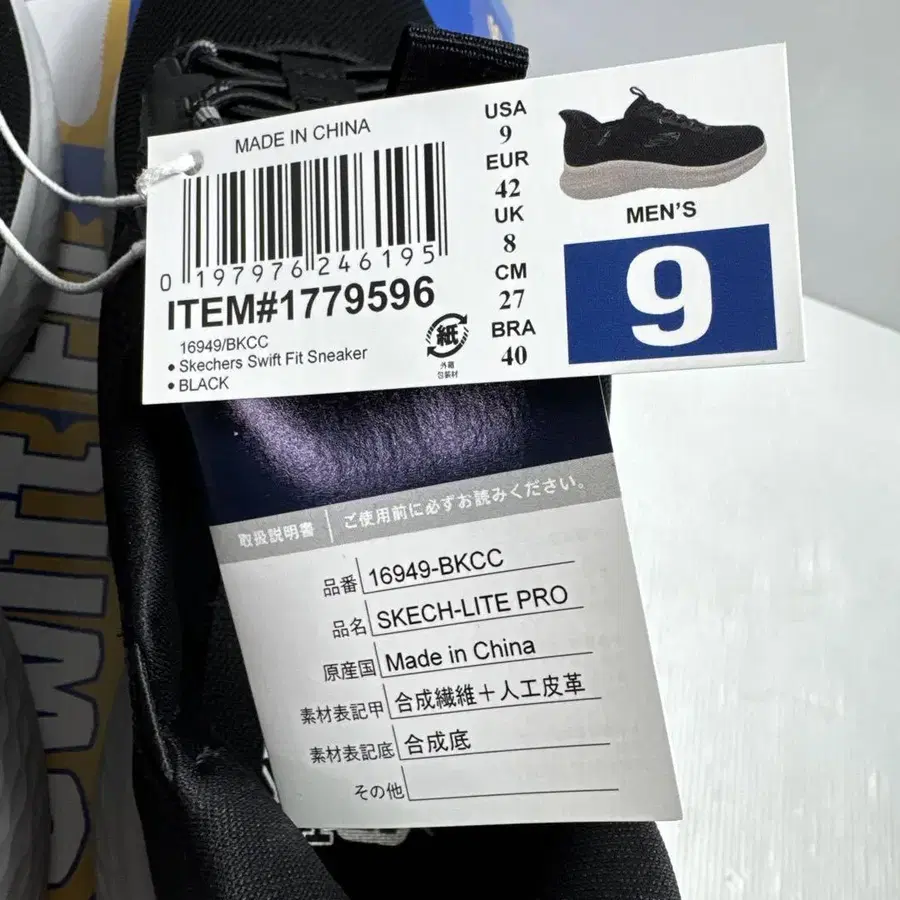 MADE IN CHINA
0 197976 246195
ITEM#1779596
16949/BKCC
• Skechers Swift Fit Sneaker
• BLACK
紙
外箱
包装材
USA
9
EUR
42
UK
8
CM
27
BRA
40
MEN'S
9
取扱説明書 ご使用前に必ずお読みください。
品番 16949-BKCC
品名 SKECH-LITE PRO
原産国 Made in China
素材表記甲 合成繊維+人工皮革
素材表記底 合成底
その他